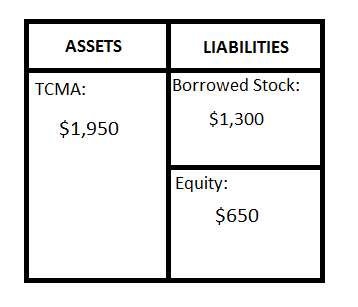 ASSETS
LIABILITIES
TCMA:
$1,950
Borrowed Stock:
$1,300
Equity:
$650